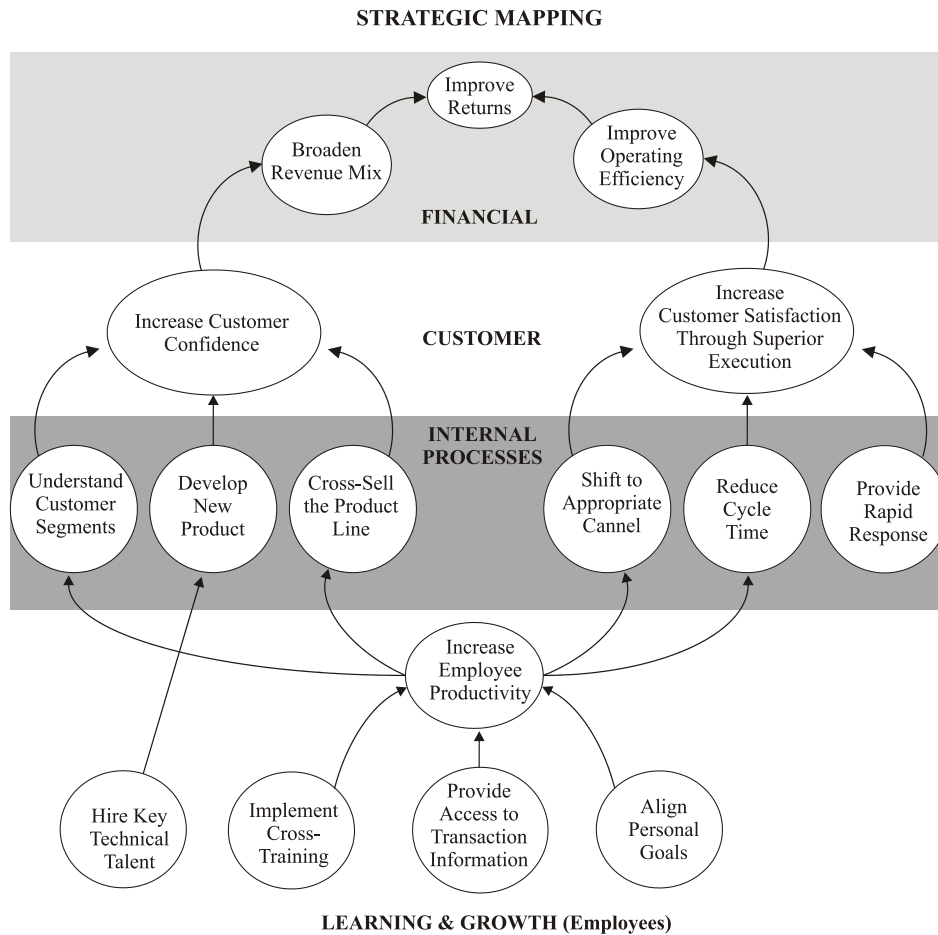 STRATEGIC MAPPING
Improve
Returns
Broaden
Revenue Mix
Improve
Operating
Efficiency
FINANCIAL
Increase Customer
Confidence
CUSTOMER
Increase
Customer Satisfaction
Through Superior
Execution
INTERNAL
PROCESSES
Understand
Customer
Segments
Develop
New
Product
Cross-Sell
the Product
Line
Shift to
Appropriate
Cannel
Reduce
Cycle
Time
Provide
Rapid
Response
Increase
Employee
Productivity
Hire Key
Technical
Talent
Implement
Cross-
Training
Provide
Access to
Transaction
Information
Align
Personal
Goals
LEARNING & GROWTH (Employees)